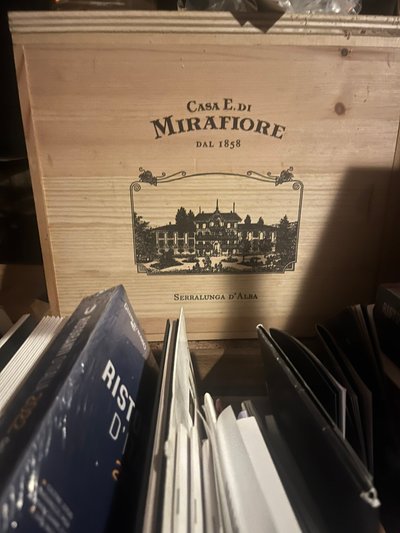 CASA E. DI
MIRAFIORE
DAL 1858
SERRALUNGA D'ALBA
RIST
D'